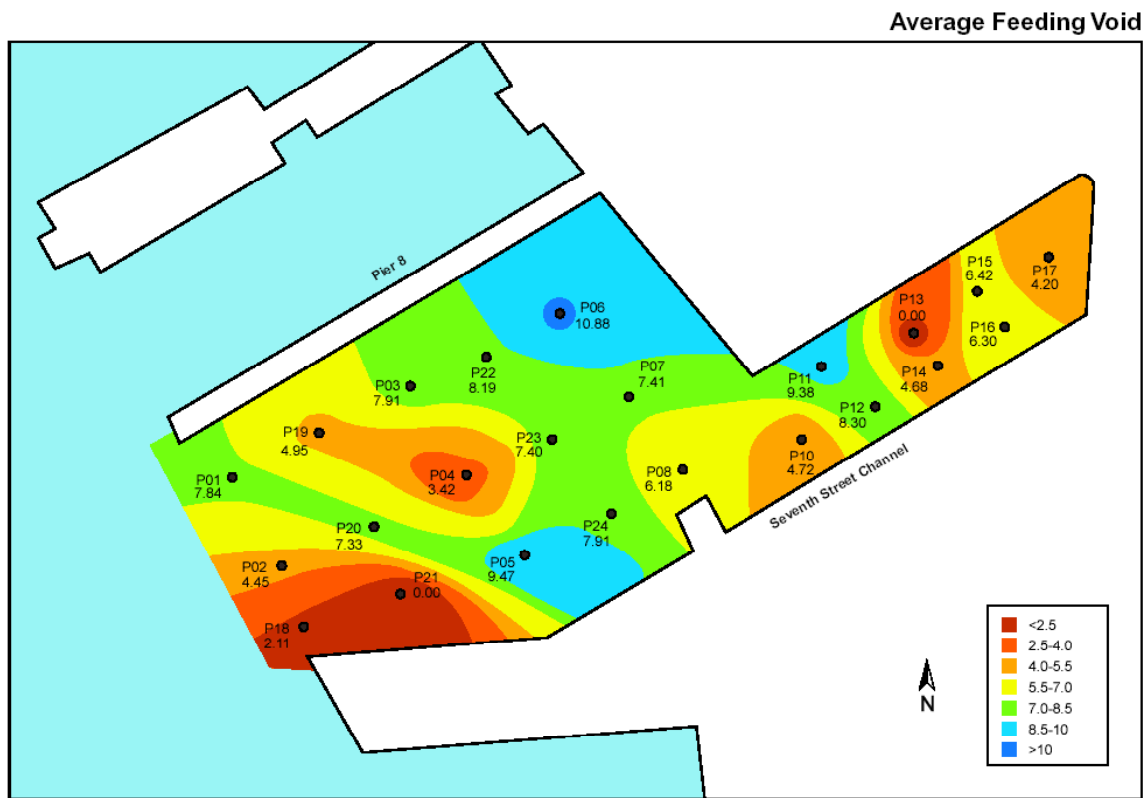 Average Feeding Void
Pier 8
P15
6.42
P17
4.20
P13
0.00
P06
10.88
P16
6.30
P22
8.19
P07
7.41
P11
9.38
P14
4.68
P03
7.91
P12
8.30
P19
4.95
P23
7.40
P10
4.72
P04
3.42
P08
6.18
P01
7.84
Seventh Street Channel
P20
7.33
P24
7.91
P02
4.45
P05
9.47
P21
0.00
P18
2.11
<2.5
2.5-4.0
4.0-5.5
5.5-7.0
7.0-8.5
8.5-10
>10
N